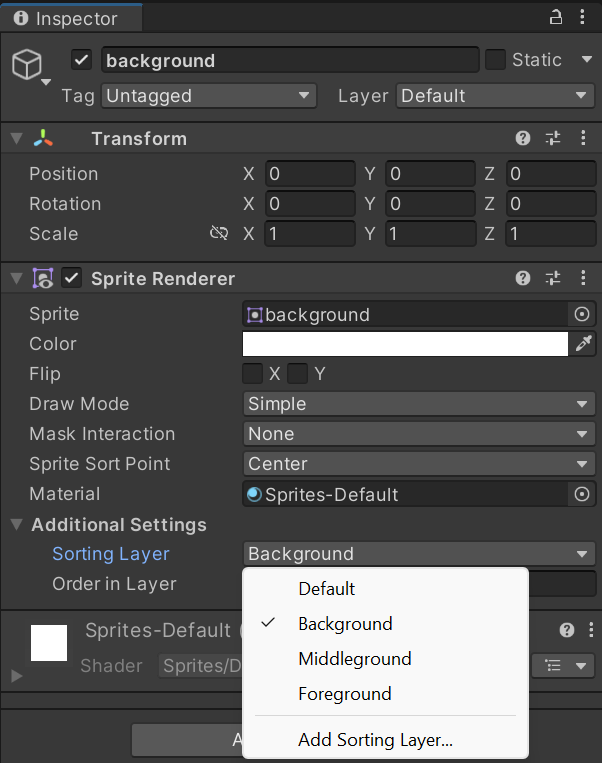 Inspector
background Static
Tag Untagged Layer Default
Transform
Position X 0 Y 0 Z 0
Rotation X 0 Y 0 Z 0
Scale X 1 Y 1 Z 1
Sprite Renderer
Sprite background
Color
Flip X Y
Draw Mode Simple
Mask Interaction None
Sprite Sort Point Center
Material Sprites-Default
Additional Settings
Sorting Layer Background
Order in Layer
Default
Background
Middleground
Foreground
Add Sorting Layer...
Sprites-Default (
Shader Sprites/D
A